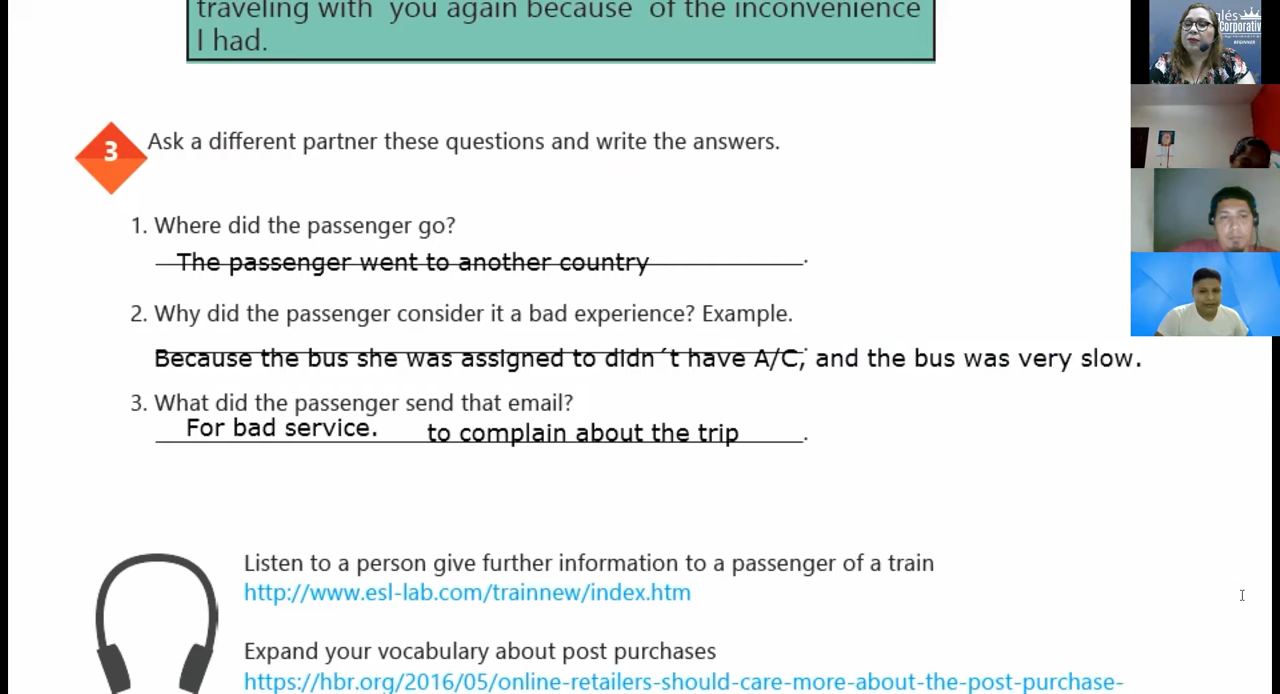 traveling with  you again because  of the inconvenience
I had.
glés
Corporativ
BEGINNER
3
Ask a different partner these questions and write the answers.
1. Where did the passenger go?
The passenger went to another country.
2. Why did the passenger consider it a bad experience? Example.
Because the bus she was assigned to didn´t have A/C, and the bus was very slow.
3. What did the passenger send that email?
For bad service. to complain about the trip.
Listen to a person give further information to a passenger of a train
http://www.esl-lab.com/trainnew/index.htm
Expand your vocabulary about post purchases
https://hbr.org/2016/05/online-retailers-should-care-more-about-the-post-purchase-